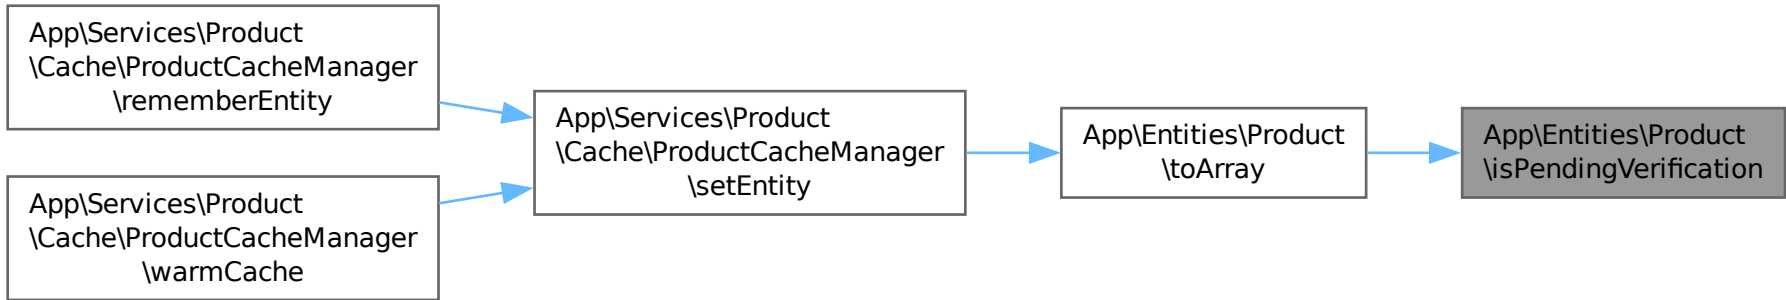 App\Services\Product
\Cache\ProductCacheManager
\rememberEntity
App\Services\Product
\Cache\ProductCacheManager
\warmCache
App\Services\Product
\Cache\ProductCacheManager
\setEntity
App\Entities\Product
\toArray
App\Entities\Product
\isPendingVerification